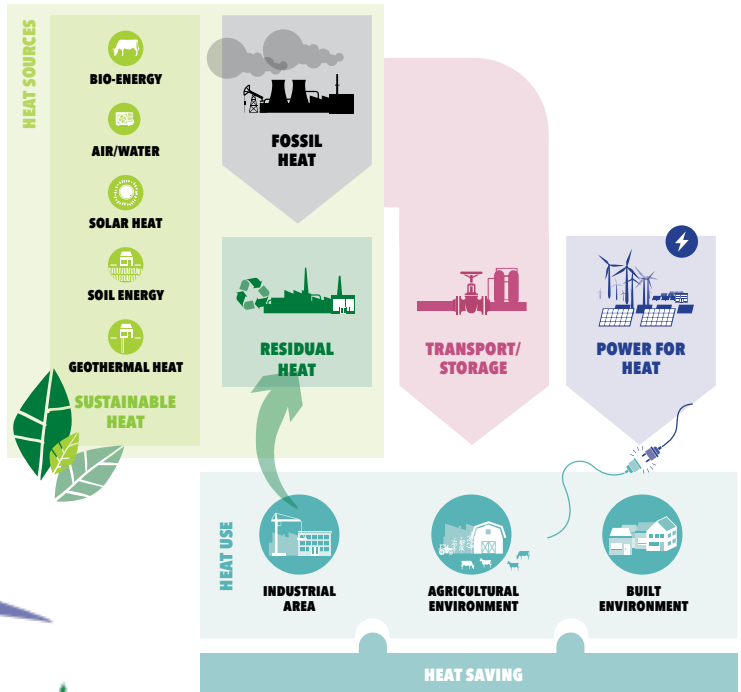 HEAT SOURCES
BIO-ENERGY
AIR/WATER
SOLAR HEAT
SOIL ENERGY
GEOTHERMAL HEAT
SUSTAINABLE
HEAT
FOSSIL
HEAT
RESIDUAL
HEAT
TRANSPORT/
STORAGE
POWER FOR
HEAT
HEAT USE
INDUSTRIAL
AREA
AGRICULTURAL
ENVIRONMENT
BUILT
ENVIRONMENT
HEAT SAVING